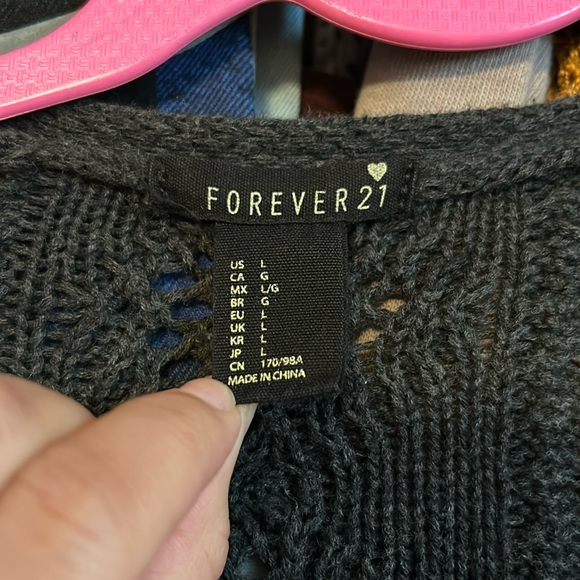 FOREVER 21
US L
CA G
MX L/G
BR G
EU L
UK L
KR L
JP L
CN 170/98A
MADE IN CHINA